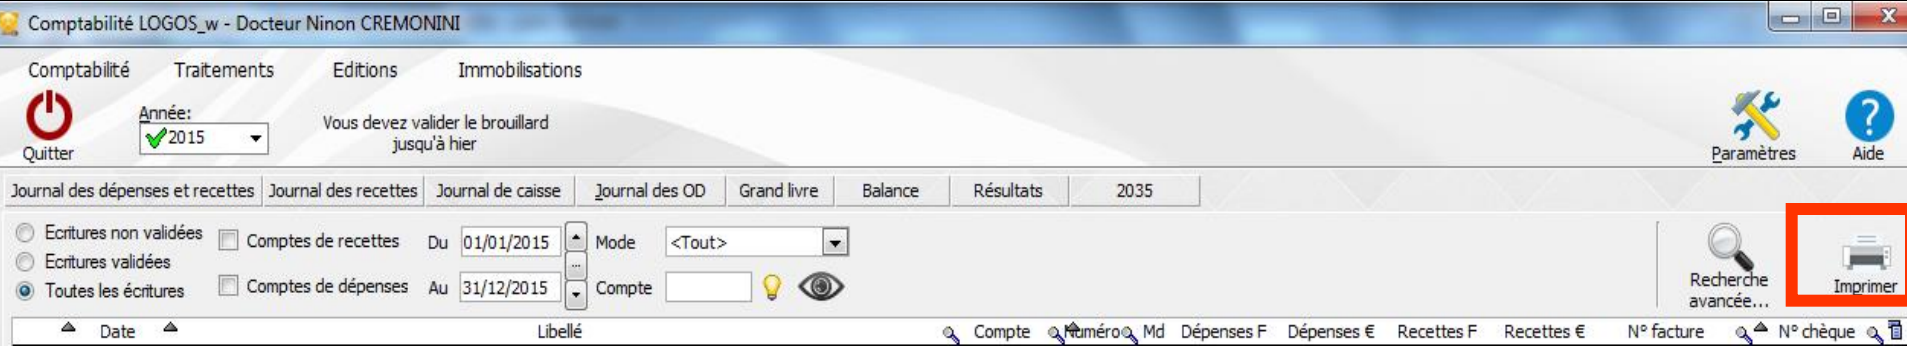 Comptabilité LOGOS_w - Docteur Ninon CREMONINI
Comptabilité Traitements Editions Immobilisations
Quitter
Année:
2015
Vous devez valider le brouillard
jusqu'à hier
Paramètres Aide
Journal des dépenses et recettes Journal des recettes Journal de caisse Journal des OD Grand livre Balance Résultats 2035
Ecritures non validées
Ecritures validées
Toutes les écritures
Comptes de recettes
Comptes de dépenses
Du 01/01/2015
Au 31/12/2015
...
Mode <Tout>
Compte
Recherche
avancée...
Imprimer
Date Libellé Compte Numéro Md Dépenses F Dépenses € Recettes F Recettes € N° facture N° chèque